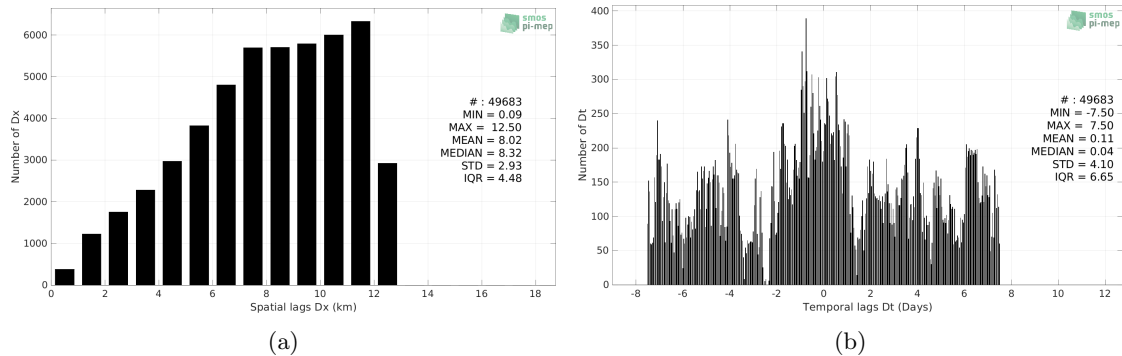 6000
5000
4000
3000
2000
1000
0
Number of Dx
0 2 4 6 8 10 12 14 16 18
Spatial lags Dx (km)
smos
pi-mep
# : 49683
MIN = 0.09
MAX = 12.50
MEAN = 8.02
MEDIAN = 8.32
STD = 2.93
IQR = 4.48
(a)
400
350
300
250
200
150
100
50
0
Number of Dt
-8 -6 -4 -2 0 2 4 6 8 10 12
Temporal lags Dt (Days)
smos
pi-mep
# : 49683
MIN = -7.50
MAX = 7.50
MEAN = 0.11
MEDIAN = 0.04
STD = 4.10
IQR = 6.65
(b)